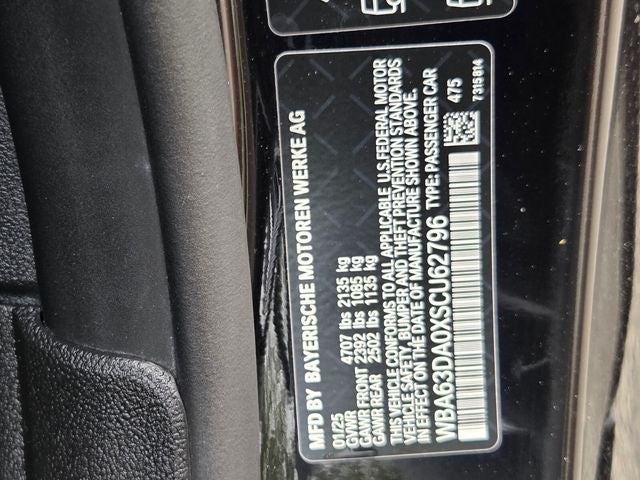 MFD BY BAYERISCHE MOTOREN WERKE AG
01/25
GVWR 4707 lbs 2135 kg
GAWR FRONT 2392 lbs 1085 kg
GAWR REAR 2502 lbs 1135 kg
THIS VEHICLE CONFORMS TO ALL APPLICABLE U.S.FEDERAL MOTOR
VEHICLE SAFETY, BUMPER AND THEFT PREVENTION STANDARDS
IN EFFECT ON THE DATE OF MANUFACTURE SHOWN ABOVE.
WBA63DA0XSCU62796 TYPE: PASSENGER CAR
475
7315814